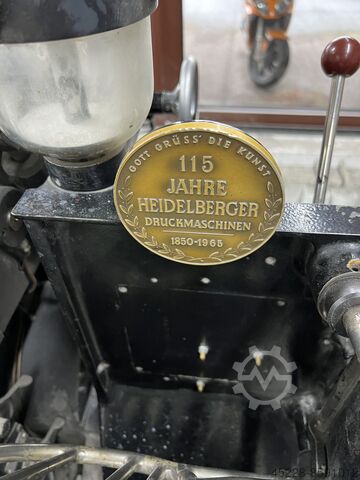 GOTT GRÜSS' DIE KUNST
115
JAHRE
HEIDELBERGER
DRUCKMASCHINEN
1850-1965